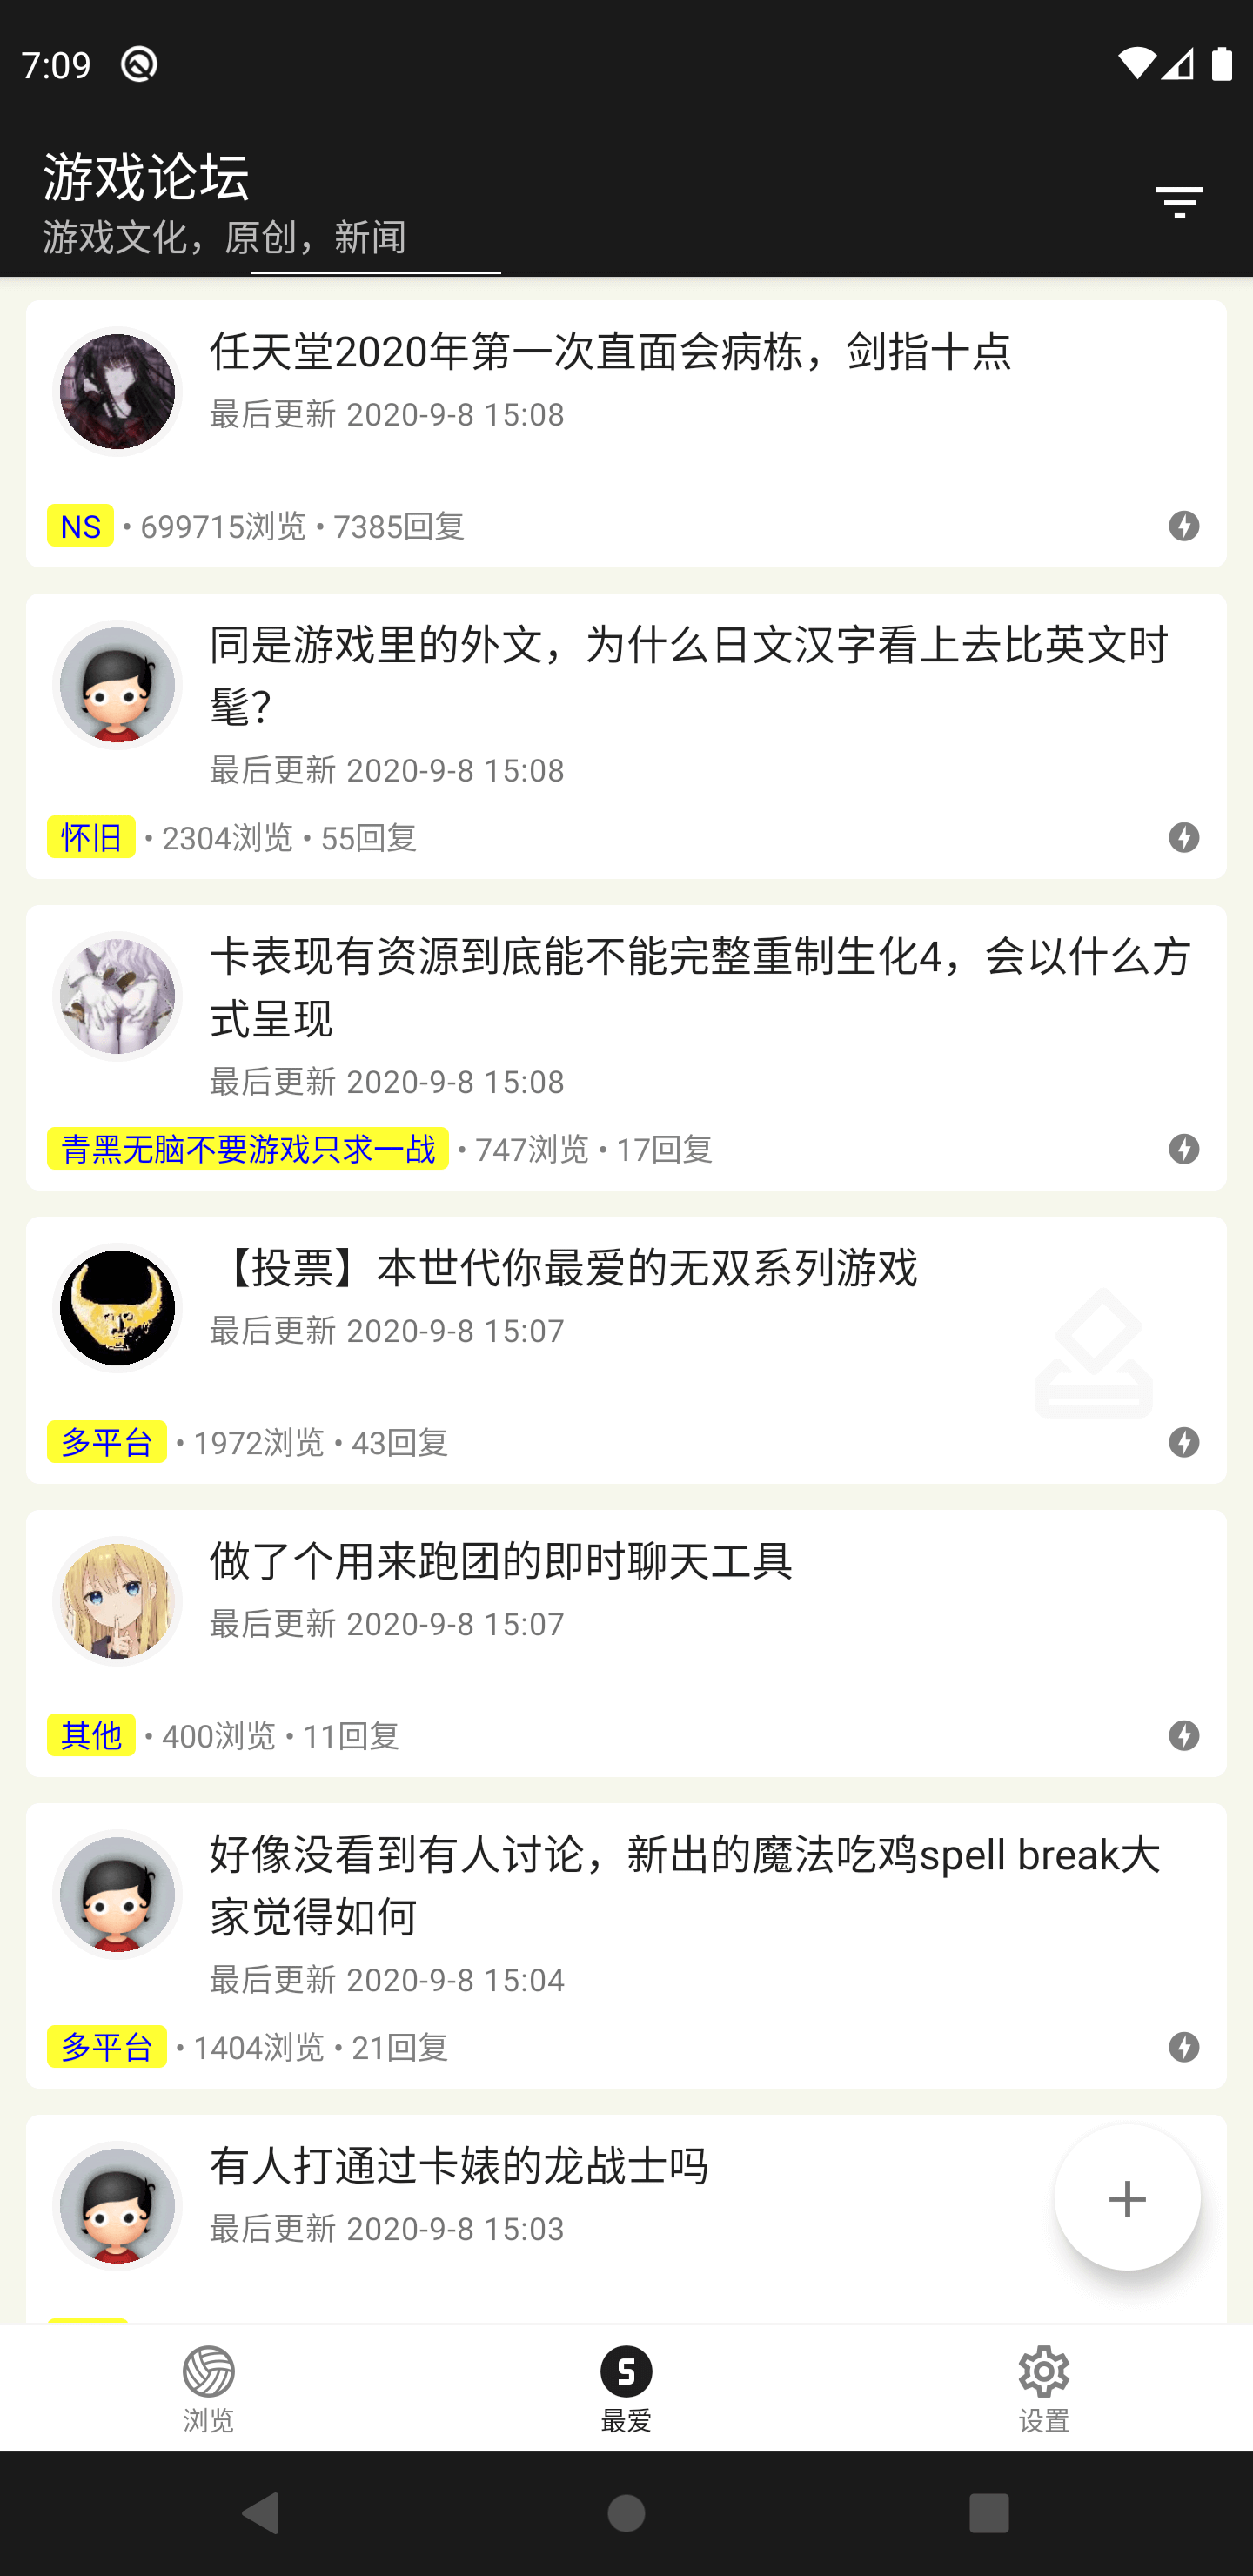 7:09
游戏论坛
游戏文化，原创，新闻
任天堂2020年第一次直面会病栋，剑指十点
最后更新 2020-9-8 15:08
NS • 699715浏览 • 7385回复
同是游戏里的外文，为什么日文汉字看上去比英文时
髦？
最后更新 2020-9-8 15:08
怀旧 • 2304浏览 • 55回复
卡表现有资源到底能不能完整重制生化4，会以什么方
式呈现
最后更新 2020-9-8 15:08
青黑无脑不要游戏只求一战 • 747浏览 • 17回复
【投票】本世代你最爱的无双系列游戏
最后更新 2020-9-8 15:07
多平台 • 1972浏览 • 43回复
做了个用来跑团的即时聊天工具
最后更新 2020-9-8 15:07
其他 • 400浏览 • 11回复
好像没看到有人讨论，新出的魔法吃鸡spell break大
家觉得如何
最后更新 2020-9-8 15:04
多平台 • 1404浏览 • 21回复
有人打通过卡婊的龙战士吗
最后更新 2020-9-8 15:03
浏览
最爱
设置